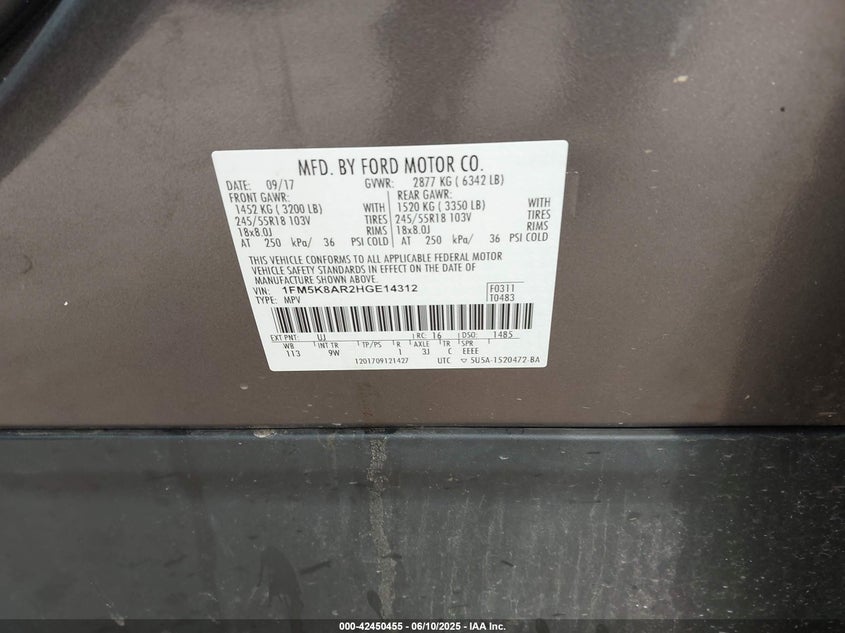 MFD. BY FORD MOTOR CO.
DATE: 09/17 GVWR: 2877 KG ( 6342 LB)
FRONT GAWR: REAR GAWR:
1452 KG ( 3200 LB) WITH 1520 KG ( 3350 LB) WITH
245/55R18 103V TIRES 245/55R18 103V TIRES
18x8.0J RIMS 18x8.0J RIMS
AT 250 kPa/ 36 PSI COLD AT 250 kPa/ 36 PSI COLD
THIS VEHICLE CONFORMS TO ALL APPLICABLE FEDERAL MOTOR
VEHICLE SAFETY STANDARDS IN EFFECT ON THE DATE OF
MANUFACTURE SHOWN ABOVE.
VIN: 1FM5K8AR2HGE14312 F0311
TYPE: MPV T0483
EXT PNT: UJ RC: 16 DSO: 1485
WB INT TR TP/PS R AXLE TR SPR
113 9W 1 3J C EEEE
1201709121427 UTC 5U5A-1520472-BA
000-42450455 - 06/10/2025 - IAA Inc.